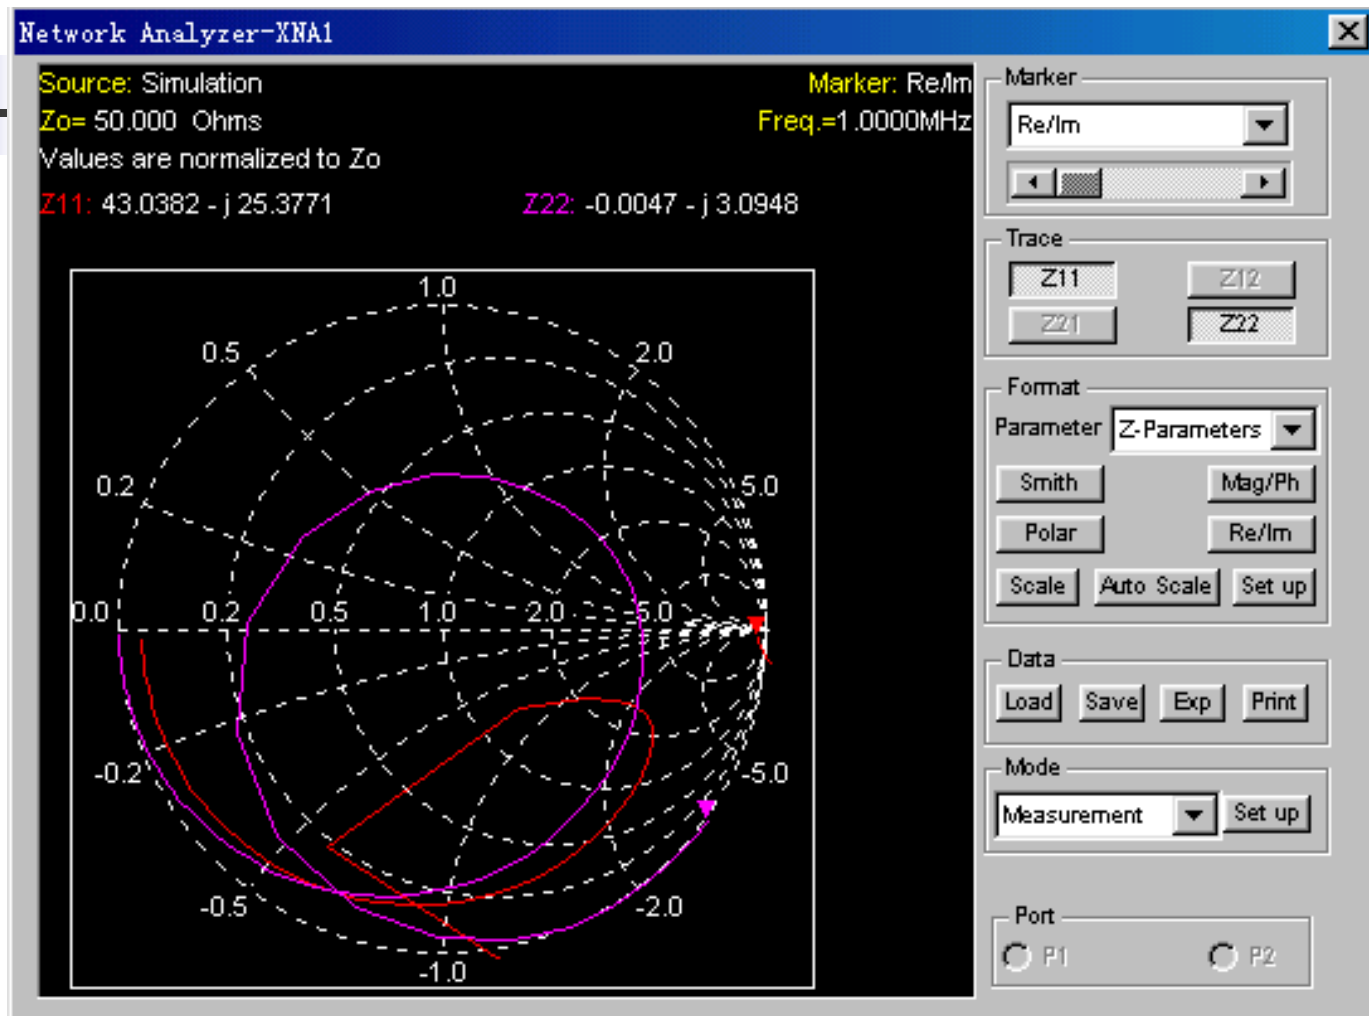 Network Analyzer-XNA1
Source: Simulation Marker: Re/Im
Zo= 50.000 Ohms Freq.=1.0000MHz
Values are normalized to Zo
Z11: 43.0382 - j 25.3771 Z22: -0.0047 - j 3.0948
1.0
0.5 2.0
0.2 5.0
0.0 0.2 0.5 1.0 2.0 5.0
-0.2 -5.0
-0.5 -2.0
-1.0
Marker
Re/Im
Trace
Z11 Z12
Z21 Z22
Format
Parameter Z-Parameters
Smith Mag/Ph
Polar Re/Im
Scale Auto Scale Set up
Data
Load Save Exp Print
Mode
Measurement Set up
Port
P1 P2